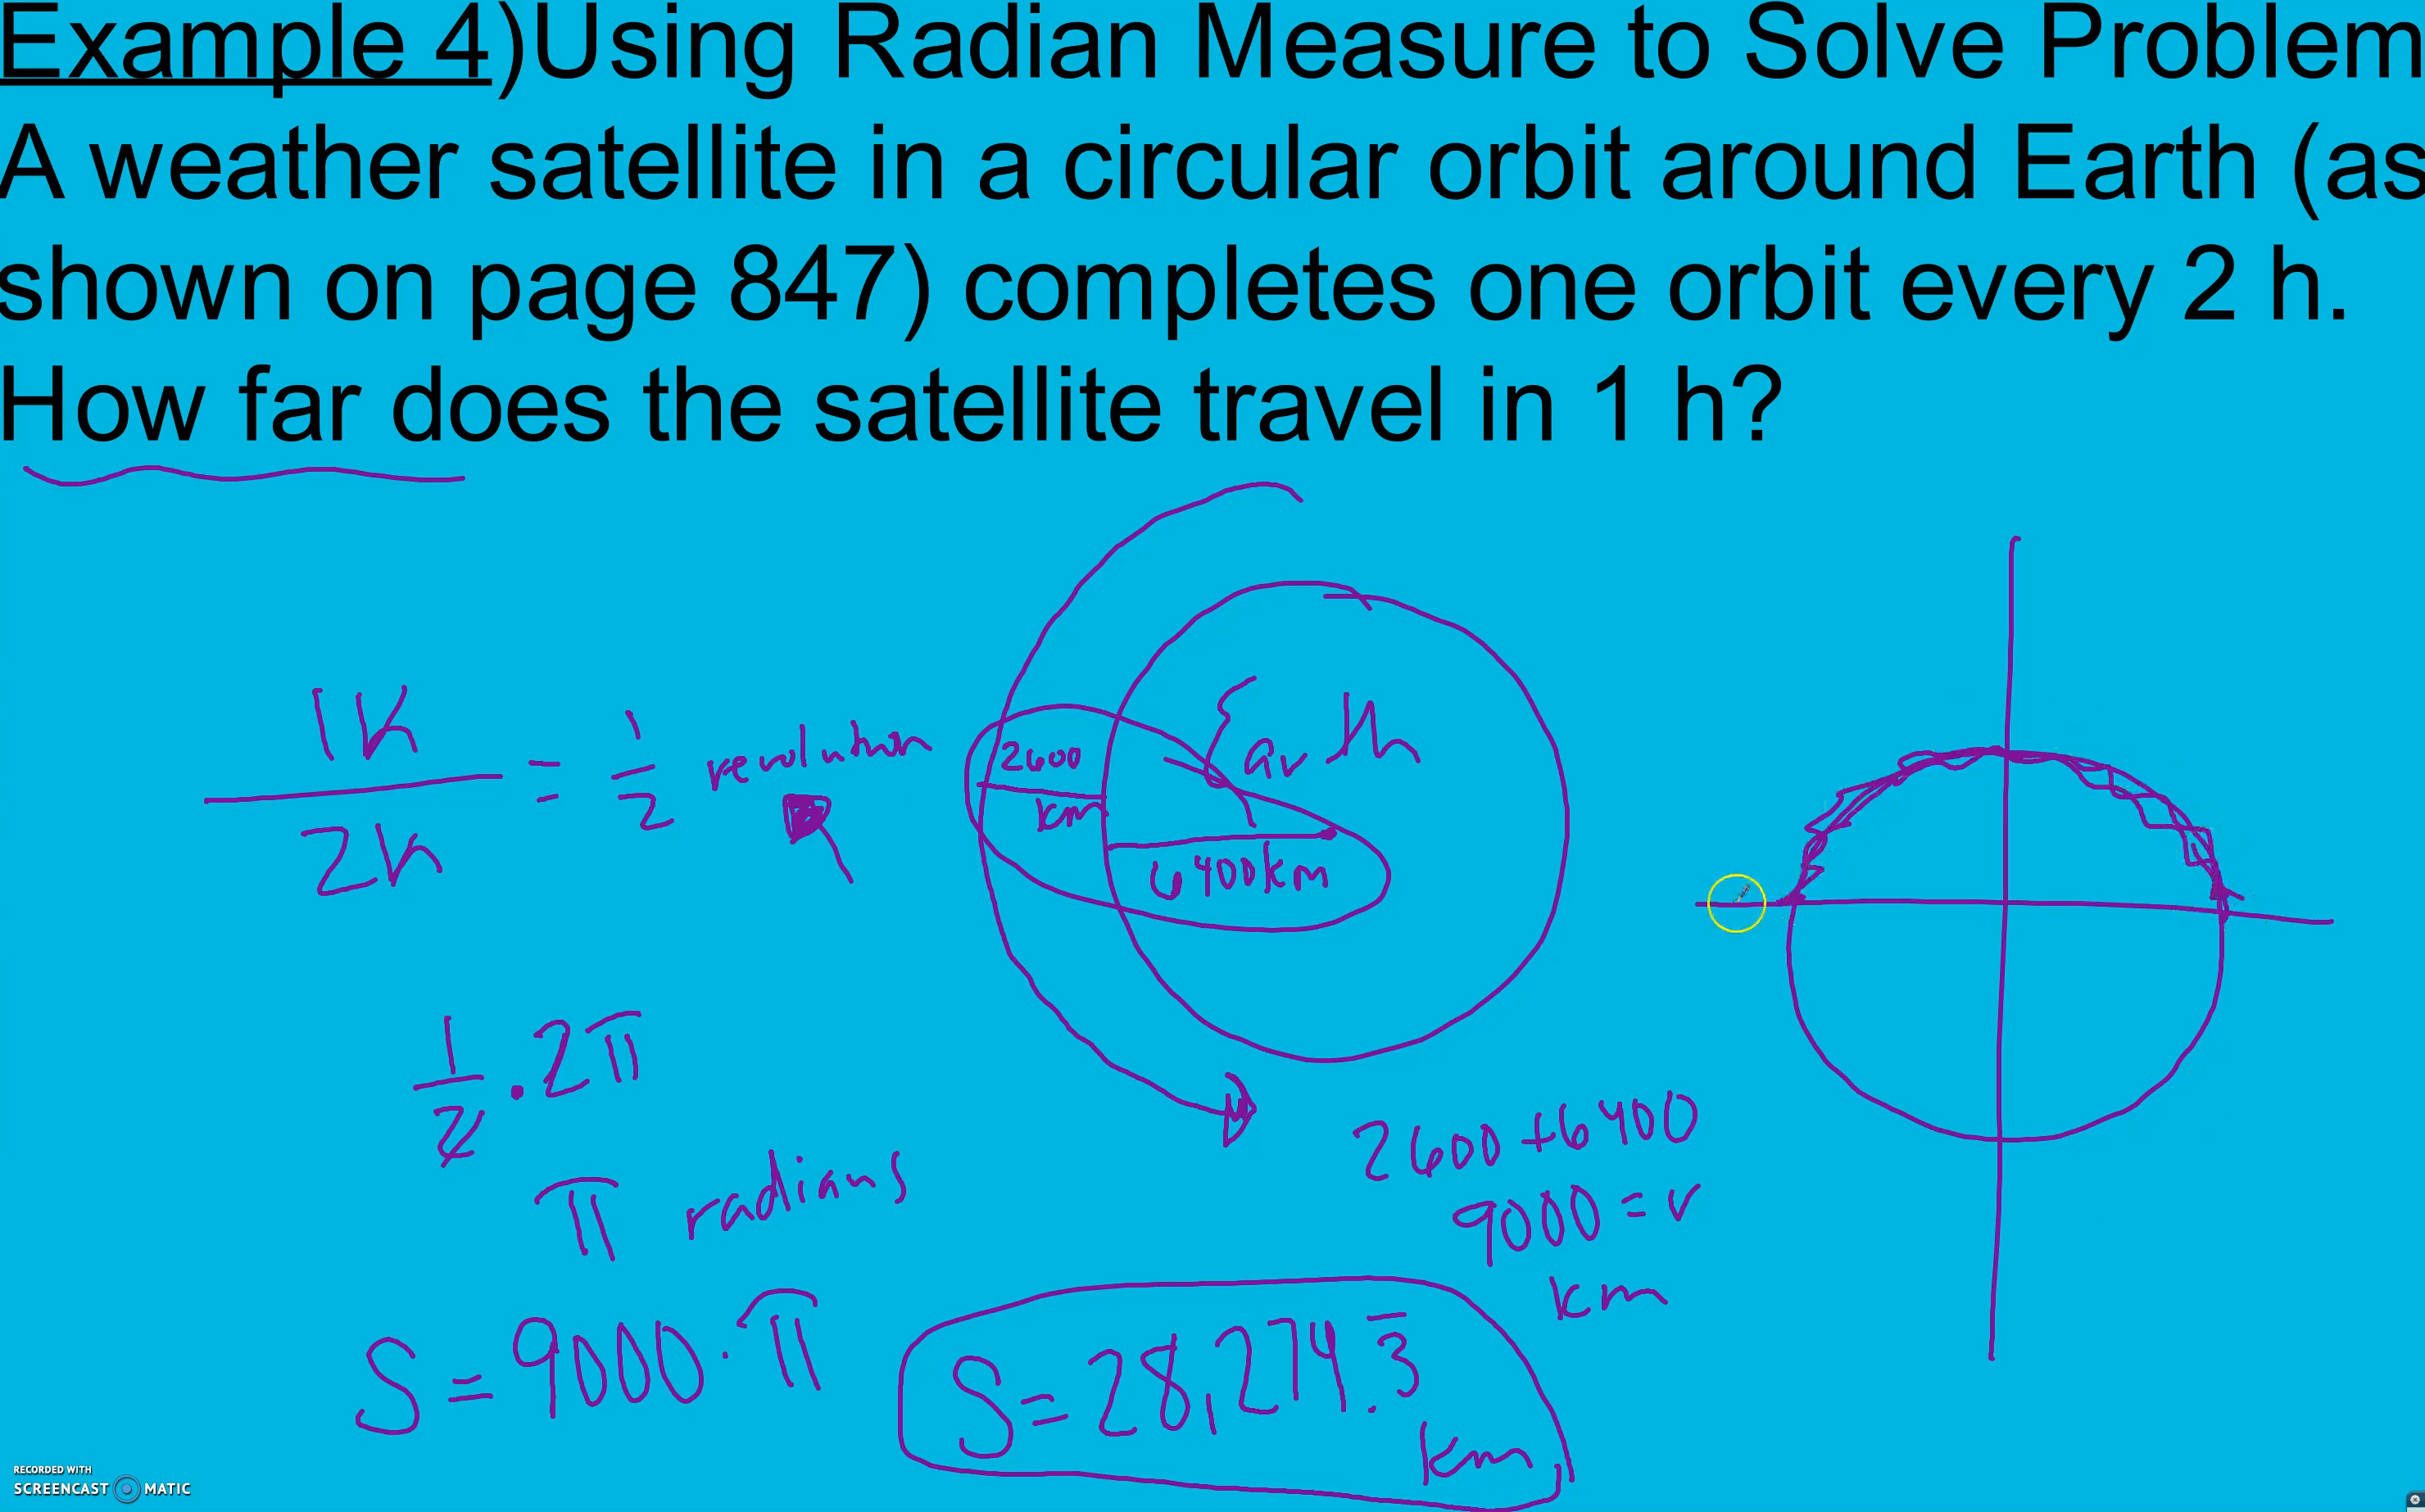 Example 4)Using Radian Measure to Solve Problem
A weather satellite in a circular orbit around Earth (as
shown on page 847) completes one orbit every 2 h.
How far does the satellite travel in 1 h?
1h
2h
=
1
2
2600
km
6400km
1
2
·2π
π radians
2600+6400
9000=r
km
S=9000·π
S=28,274.3
km
RECORDED WITH
SCREENCAST MATIC